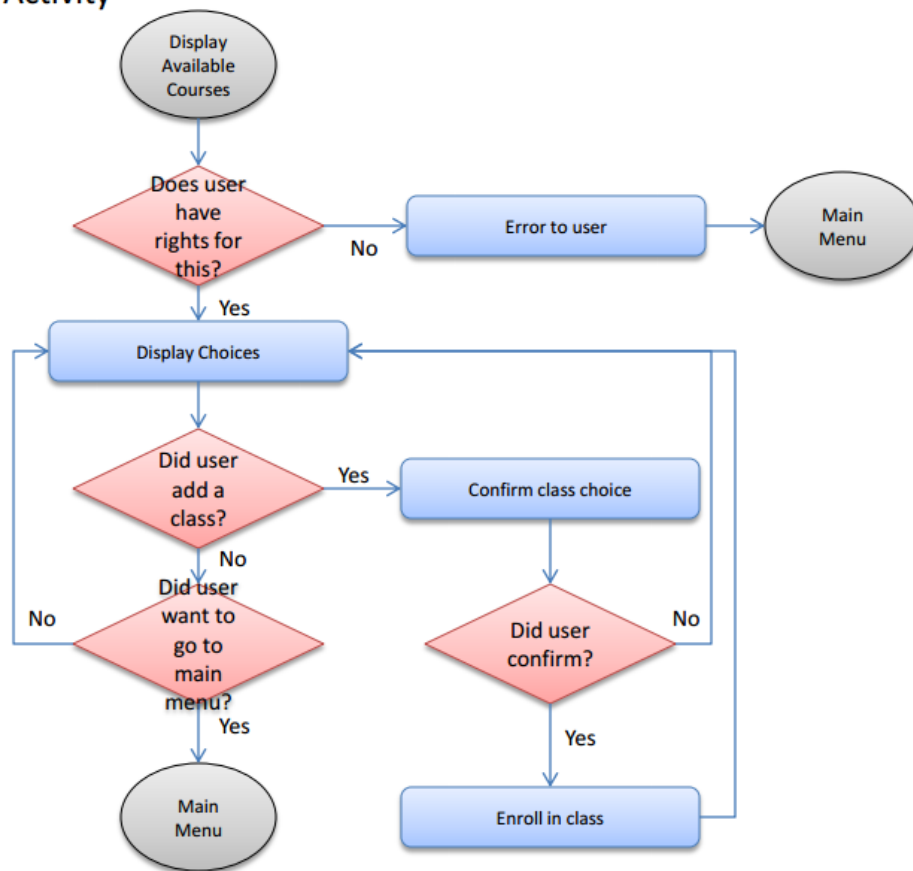 Activity
Display
Available
Courses
Does user
have
rights for
this?
No
Error to user
Main
Menu
Yes
Display Choices
Did user
add a
class?
Yes
Confirm class choice
No
Did user
want to
go to
main
menu?
No
Did user
confirm?
No
Yes
Yes
Main
Menu
Enroll in class